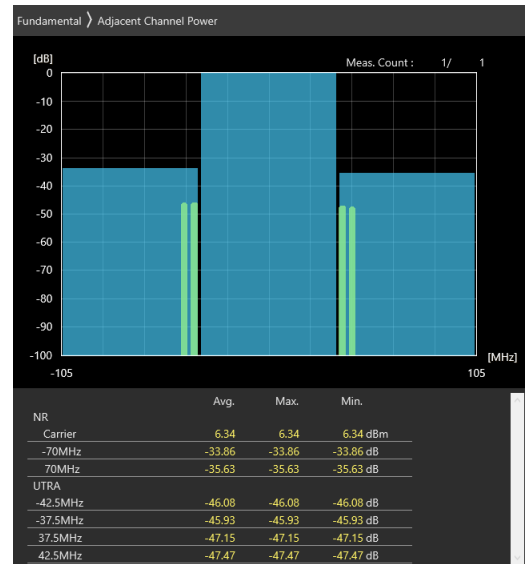 Fundamental 〉 Adjacent Channel Power
[dB]
Meas. Count : 1/ 1
0
-10
-20
-30
-40
-50
-60
-70
-80
-90
-100
[MHz]
-105 105
Avg. Max. Min.
NR
Carrier 6.34 6.34 6.34 dBm
-70MHz -33.86 -33.86 -33.86 dB
70MHz -35.63 -35.63 -35.63 dB
UTRA
-42.5MHz -46.08 -46.08 -46.08 dB
-37.5MHz -45.93 -45.93 -45.93 dB
37.5MHz -47.15 -47.15 -47.15 dB
42.5MHz -47.47 -47.47 -47.47 dB